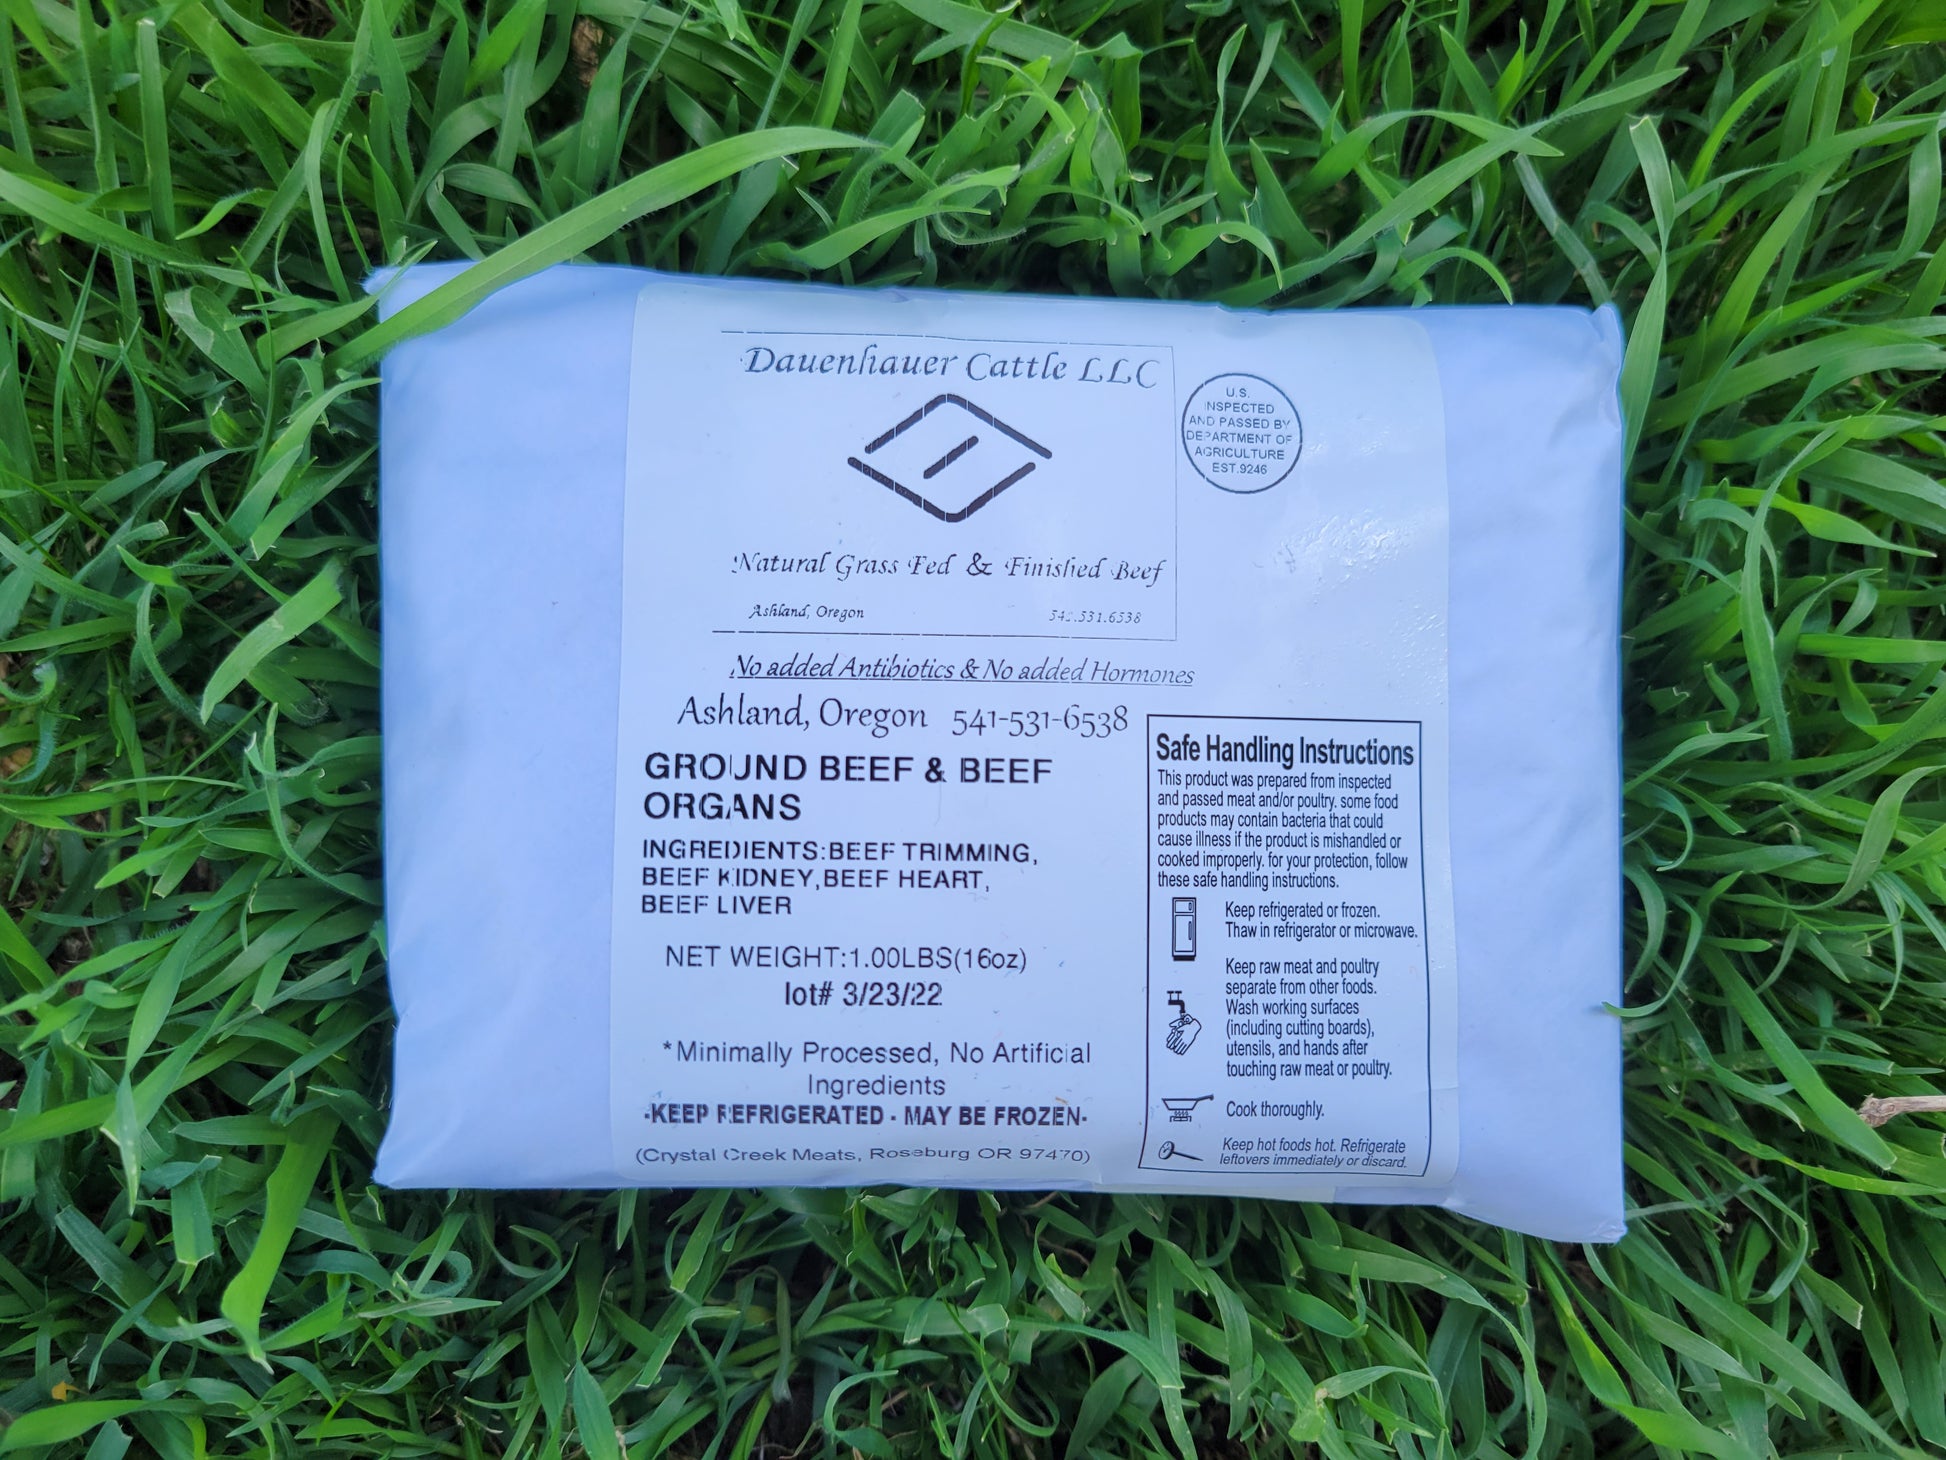 Dauenhauer Cattle LLC
U.S.
INSPECTED
AND PASSED BY
DEPARTMENT OF
AGRICULTURE
EST.9246
Natural Grass Fed & Finished Beef
Ashland, Oregon 541.531.6538
No added Antibiotics & No added Hormones
Ashland, Oregon 541-531-6538
GROUND BEEF & BEEF
ORGANS
INGREDIENTS:BEEF TRIMMING,
BEEF KIDNEY,BEEF HEART,
BEEF LIVER
NET WEIGHT:1.00LBS(16oz)
lot# 3/23/22
*Minimally Processed, No Artificial
Ingredients
-KEEP REFRIGERATED - MAY BE FROZEN-
(Crystal Creek Meats, Roseburg OR 97470)
Safe Handling Instructions
This product was prepared from inspected
and passed meat and/or poultry. some food
products may contain bacteria that could
cause illness if the product is mishandled or
cooked improperly. for your protection, follow
these safe handling instructions.
Keep refrigerated or frozen.
Thaw in refrigerator or microwave.
Keep raw meat and poultry
separate from other foods.
Wash working surfaces
(including cutting boards),
utensils, and hands after
touching raw meat or poultry.
Cook thoroughly.
Keep hot foods hot. Refrigerate
leftovers immediately or discard.